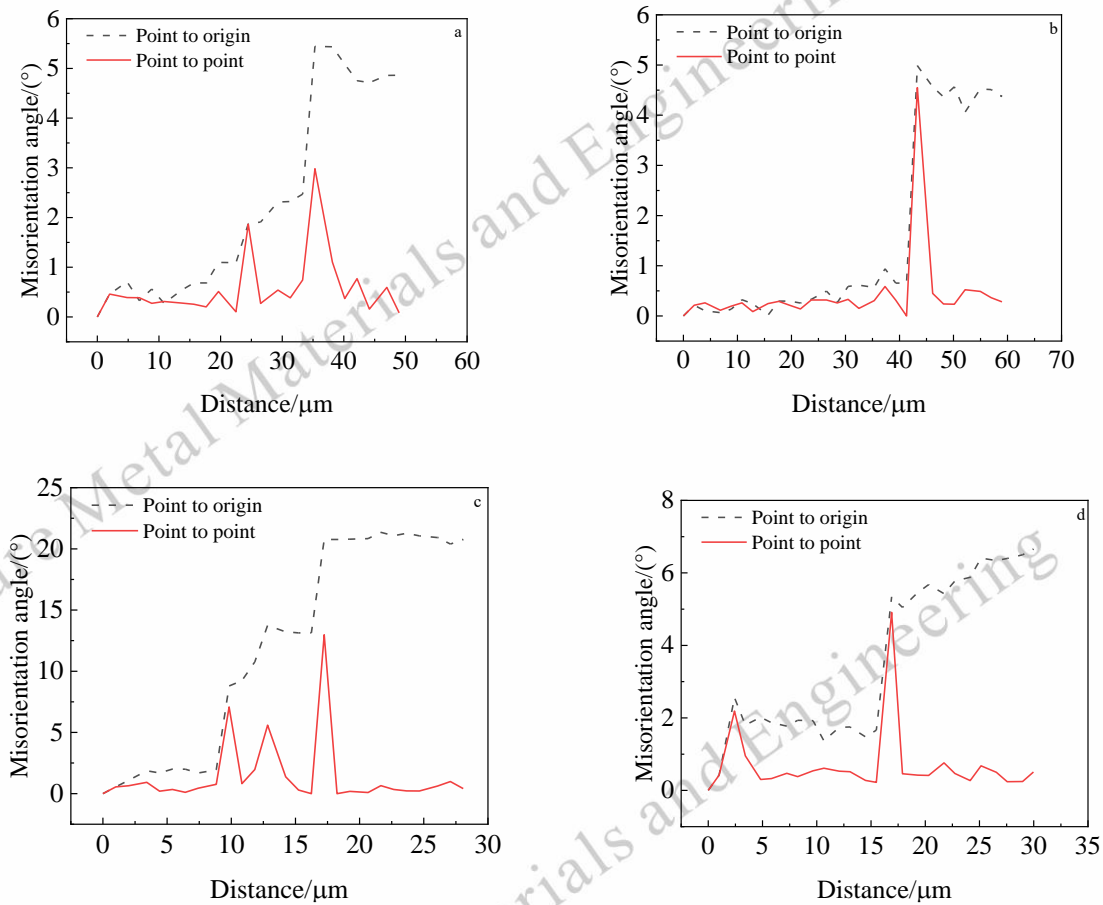 a
Point to origin
Point to point
Misorientation angle/(°)
6
5
4
3
2
1
0
0 10 20 30 40 50 60
Distance/μm
b
Point to origin
Point to point
Misorientation angle/(°)
6
5
4
3
2
1
0
0 10 20 30 40 50 60 70
Distance/μm
c
Point to origin
Point to point
Misorientation angle/(°)
25
20
15
10
5
0
0 5 10 15 20 25 30
Distance/μm
d
Point to origin
Point to point
Misorientation angle/(°)
8
6
4
2
0
0 5 10 15 20 25 30 35
Distance/μm
Metal Materials and Engineering
and Engineering